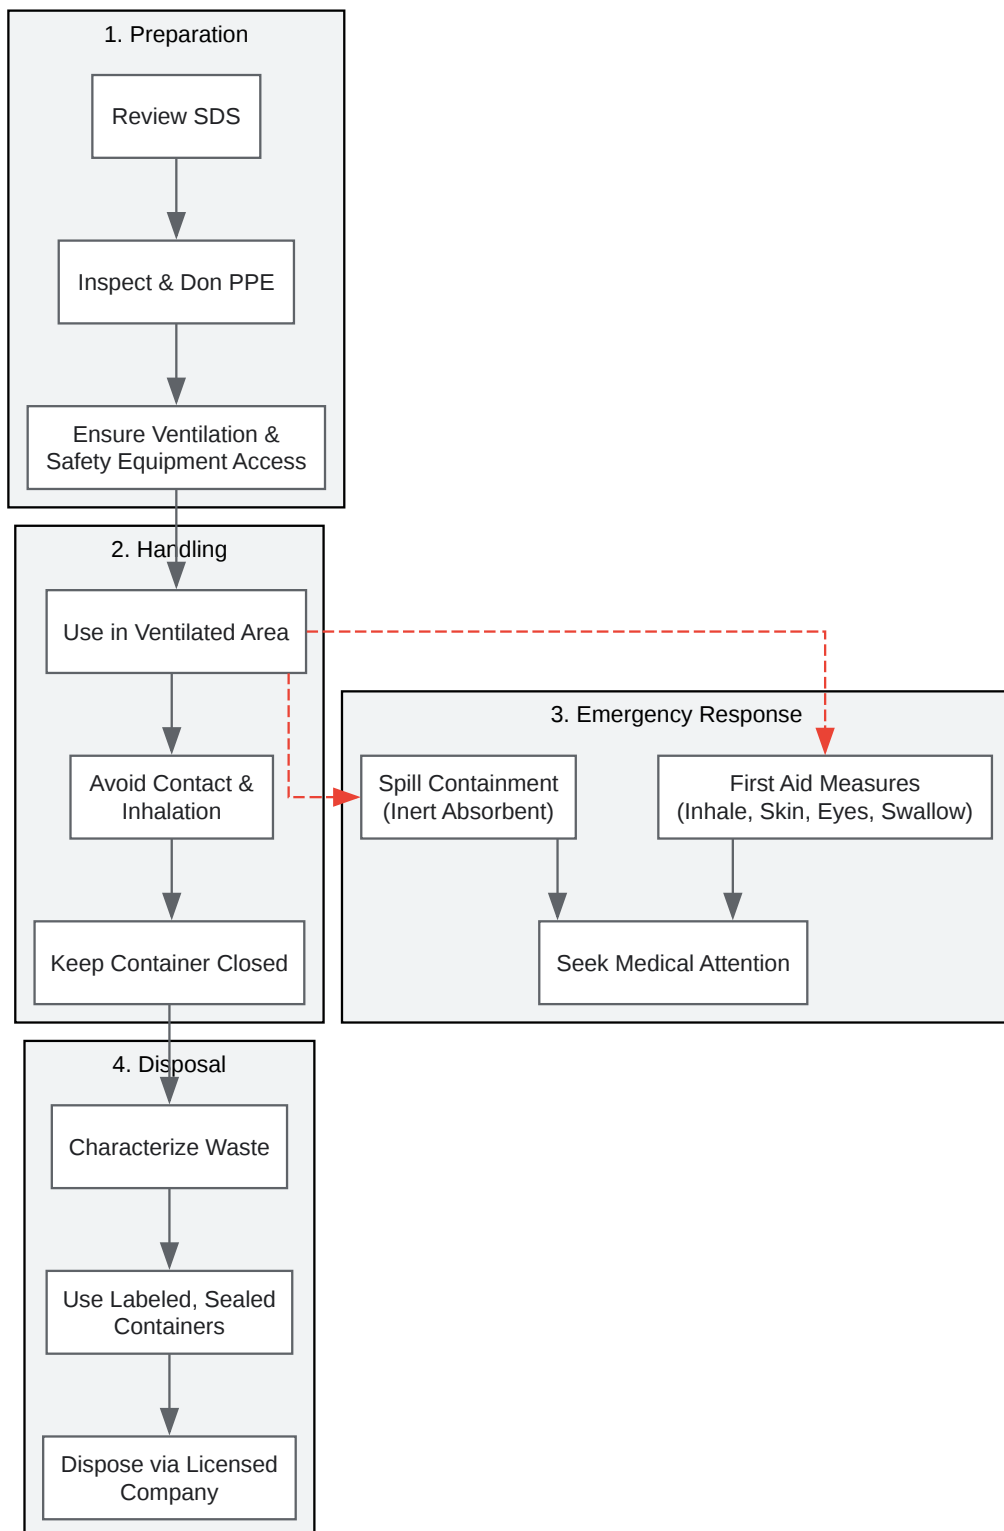 1. Preparation
Review SDS
Inspect & Don PPE
Ensure Ventilation &
Safety Equipment Access
2. Handling
Use in Ventilated Area
Avoid Contact &
Inhalation
Keep Container Closed
3. Emergency Response
Spill Containment
(Inert Absorbent)
First Aid Measures
(Inhale, Skin, Eyes, Swallow)
Seek Medical Attention
4. Disposal
Characterize Waste
Use Labeled, Sealed
Containers
Dispose via Licensed
Company